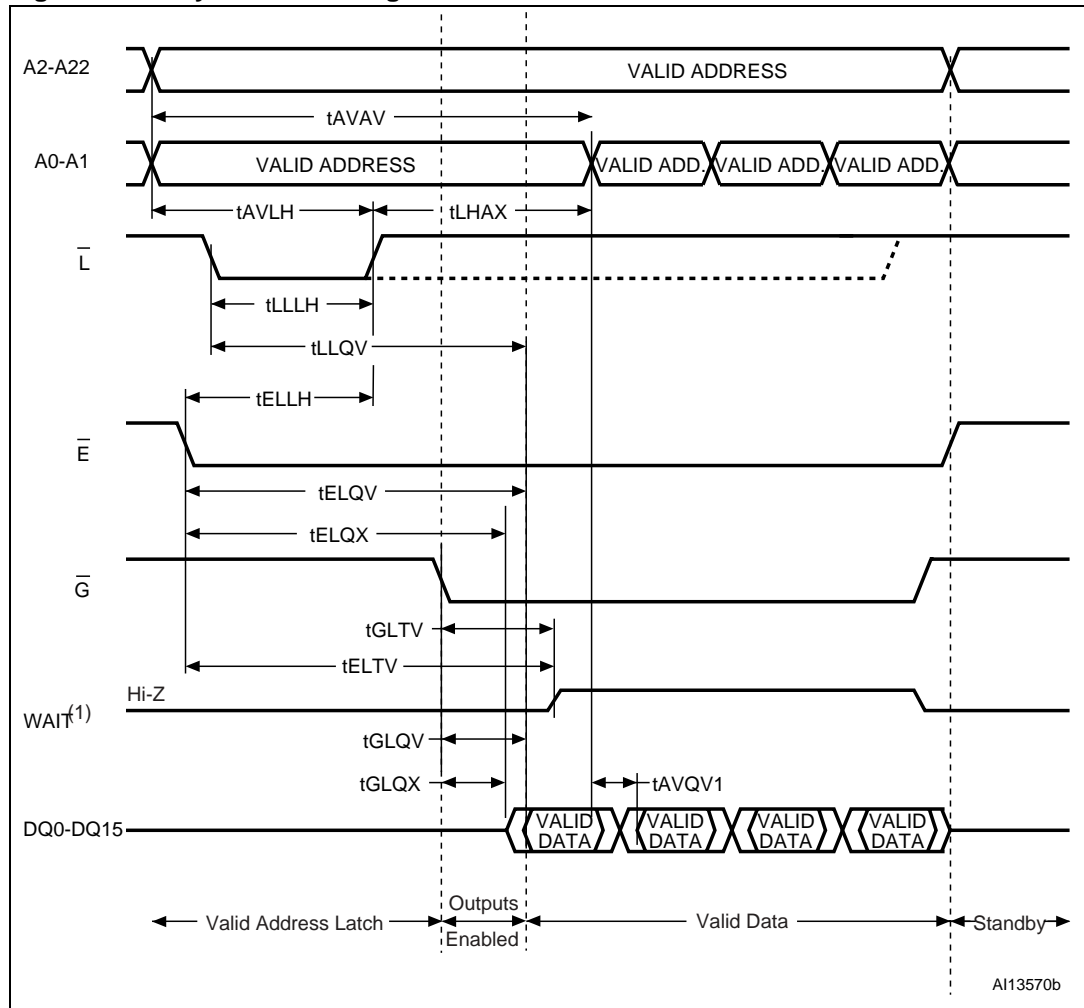 A2-A22
VALID ADDRESS
tAVAV
A0-A1
VALID ADDRESS
VALID ADD.
VALID ADD.
VALID ADD.
tAVLH
tLHAX
L
tLLLH
tLLQV
tELLH
E
tELQV
tELQX
G
tGLTV
tELTV
Hi-Z
WAIT(1)
tGLQV
tGLQX
tAVQV1
DQ0-DQ15
VALID DATA
VALID DATA
VALID DATA
VALID DATA
Valid Address Latch
Outputs Enabled
Valid Data
Standby
AI13570b